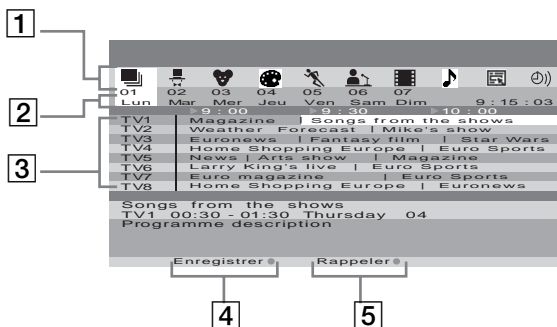 1
01 02 03 04 05 06 07
2
Lun Mar Mer Jeu Ven Sam Dim 9 : 15 : 03
9 : 00 9 : 30 10 : 00
TV1 Magazine | Songs from the shows
TV2 Weather Forecast | Mike's show
TV3 Euronews | Fantasy film | Star Wars
TV4 Home Shopping Europe | Euro Sports
3
TV5 News | Arts show | Magazine
TV6 Larry King's live | Euro Sports
TV7 Euro magazine | Euro Sports
TV8 Home Shopping Europe | Euronews
Songs from the shows
TV1 00:30 - 01:30 Thursday 04
Programme description
Enregistrer Rappeler
4 5